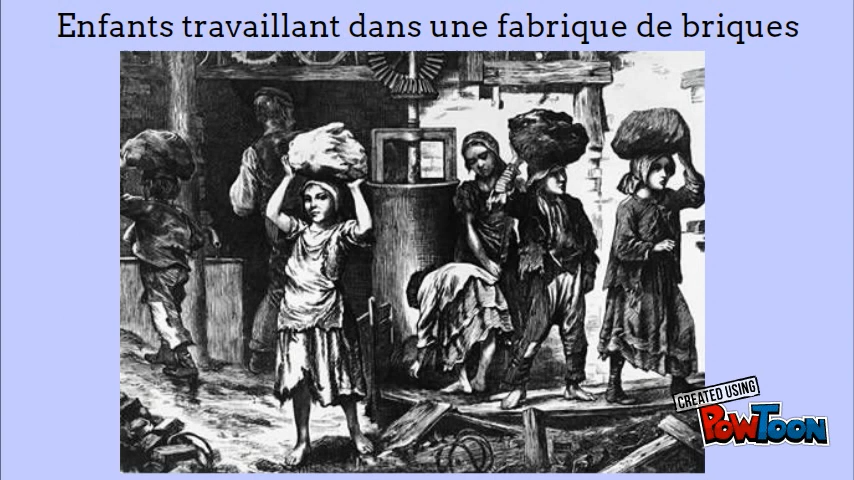 Enfants travaillant dans une fabrique de briques
CREATED USING
POWTOON